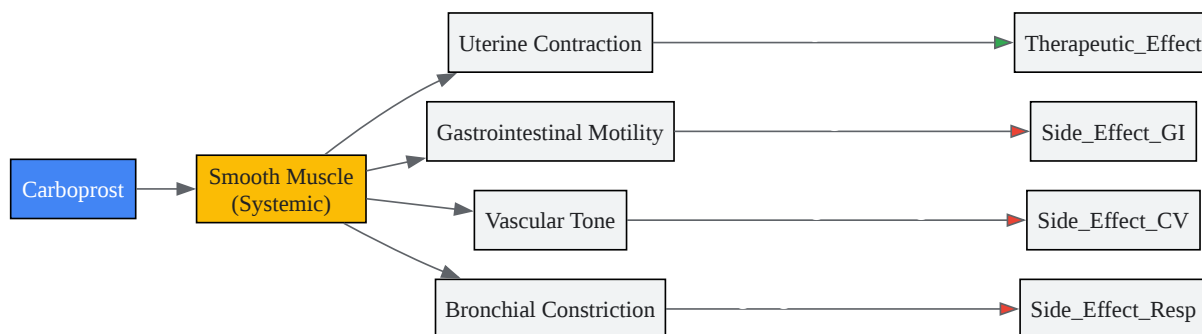 Carboprost
Smooth Muscle
(Systemic)
Uterine Contraction
Therapeutic_Effect
Gastrointestinal Motility
Side_Effect_GI
Vascular Tone
Side_Effect_CV
Bronchial Constriction
Side_Effect_Resp